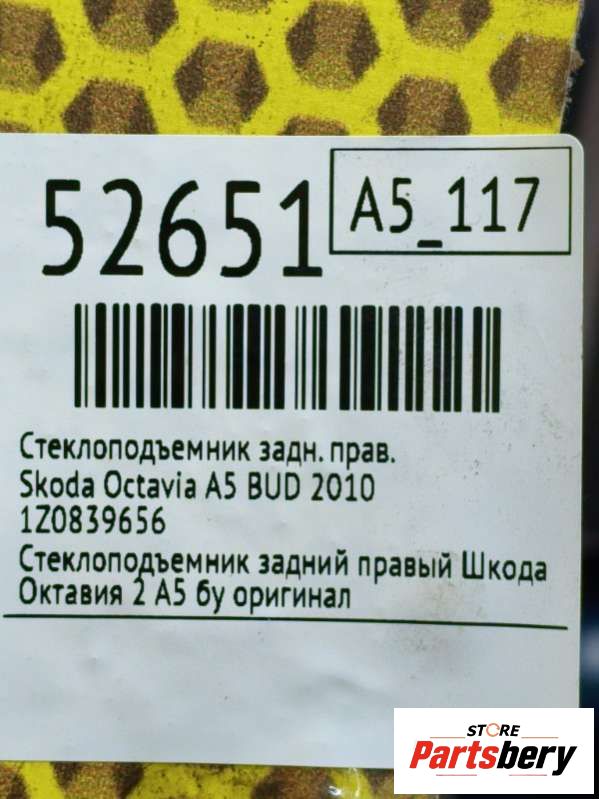 52651
A5_117
Стеклоподъемник задн. прав.
Skoda Octavia A5 BUD 2010
1Z0839656
Стеклоподъемник задний правый Шкода
Октавия 2 А5 бу оригинал
STORE
Partsbery